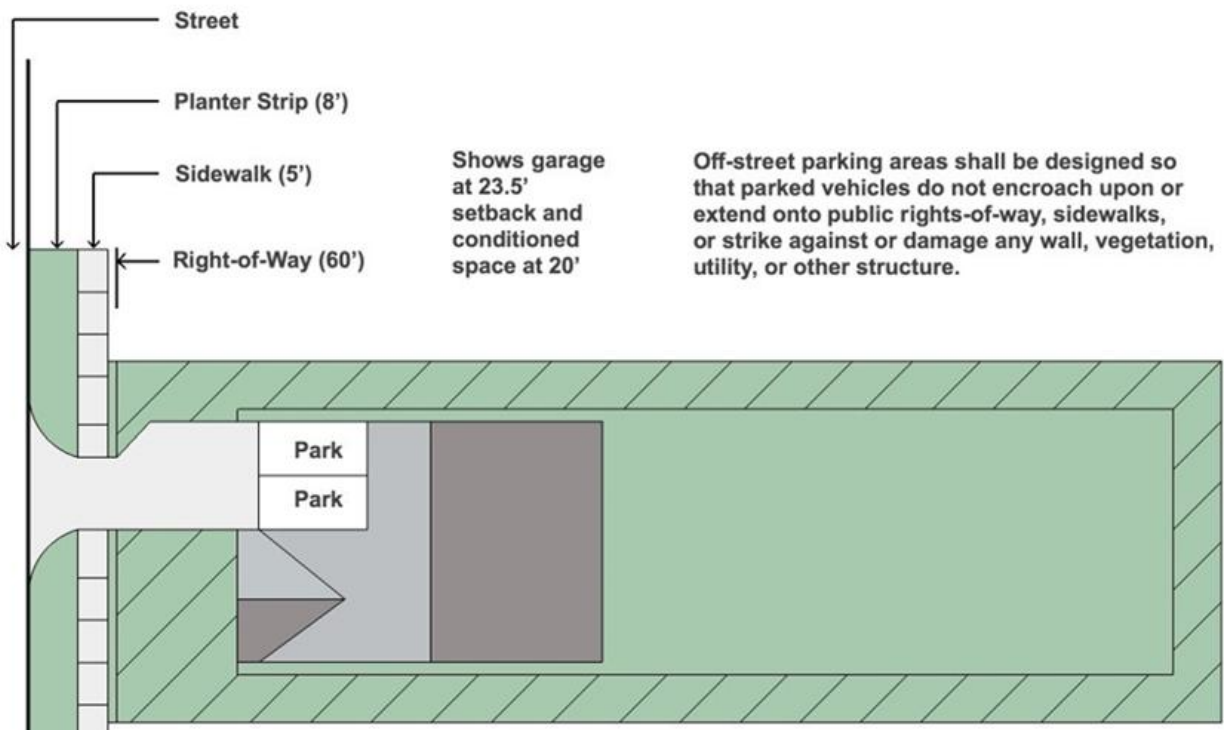 Street
Planter Strip (8’)
Sidewalk (5’)
Right-of-Way (60’)
Shows garage
at 23.5’
setback and
conditioned
space at 20’
Off-street parking areas shall be designed so
that parked vehicles do not encroach upon or
extend onto public rights-of-way, sidewalks,
or strike against or damage any wall, vegetation,
utility, or other structure.
Park
Park